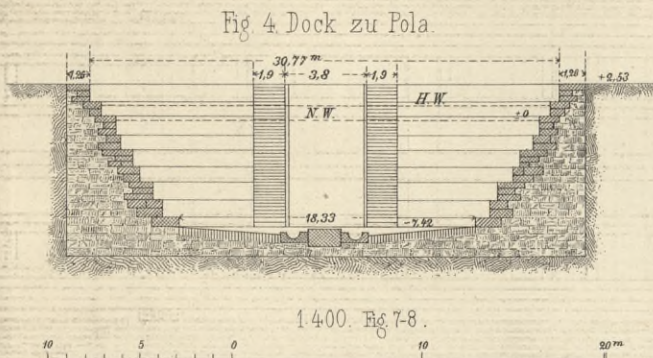 Fig. 4. Dock zu Pola.
30,77 m
1,25 1,9 3,8 1,9 1,26 +2,53
H.W.
N.W. ±0
18,33 -7,42
1:400. Fig. 7-8.
10 5 0 10 20 m